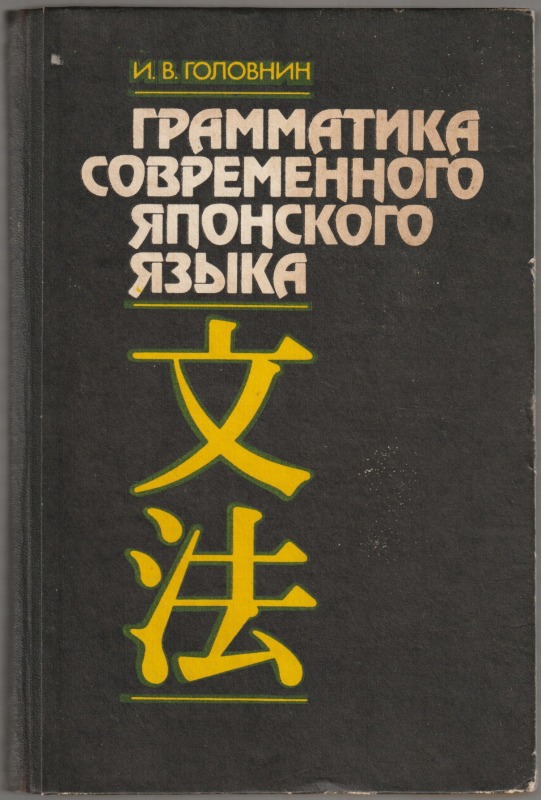 И. В. ГОЛОВНИН
ГРАММАТИКА
СОВРЕМЕННОГО
ЯПОНСКОГО
ЯЗЫКА
文
法